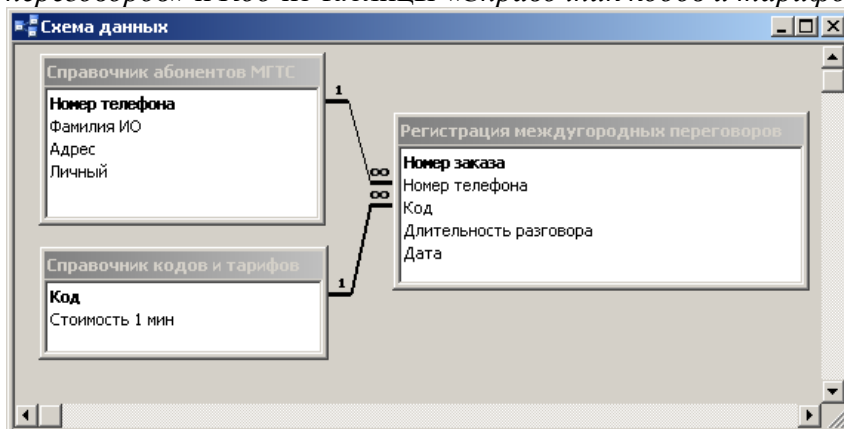 Схема данных
Справочник абонентов МГТС
Номер телефона
Фамилия ИО
Адрес
Личный
1
Регистрация междугородных переговоров
Номер заказа
Номер телефона
Код
Длительность разговора
Дата
∞
∞
Справочник кодов и тарифов
Код
Стоимость 1 мин
1